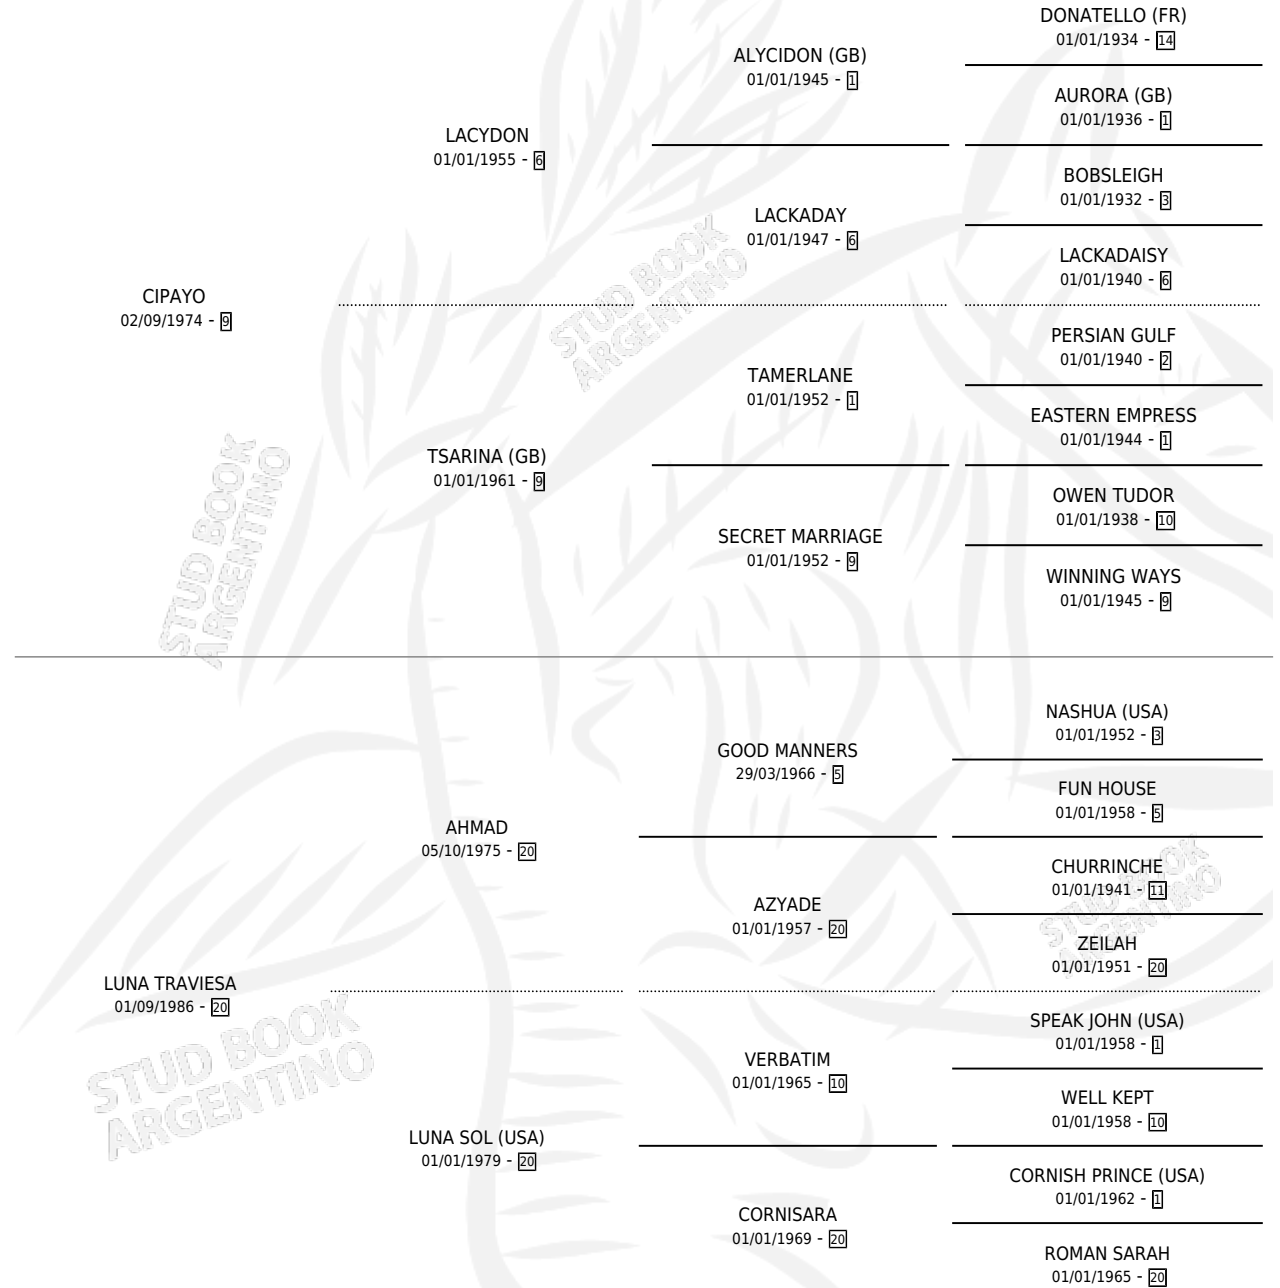 DONATELLO (FR)
01/01/1934 - 14
ALYCIDON (GB)
01/01/1945 - 1
AURORA (GB)
01/01/1936 - 1
LACYDON
01/01/1955 - 6
BOBSLEIGH
01/01/1932 - 3
LACKADAY
01/01/1947 - 6
LACKADAISY
01/01/1940 - 6
CIPAYO
02/09/1974 - 9
PERSIAN GULF
01/01/1940 - 2
TAMERLANE
01/01/1952 - 1
EASTERN EMPRESS
01/01/1944 - 1
TSARINA (GB)
01/01/1961 - 9
OWEN TUDOR
01/01/1938 - 10
SECRET MARRIAGE
01/01/1952 - 9
WINNING WAYS
01/01/1945 - 9
STUD BOOK
ARGENTINO
STUD BOOK
ARGENTINO
NASHUA (USA)
01/01/1952 - 3
GOOD MANNERS
29/03/1966 - 5
FUN HOUSE
01/01/1958 - 5
AHMAD
05/10/1975 - 20
CHURRINCHE
01/01/1941 - 11
AZYADE
01/01/1957 - 20
ZEILAH
01/01/1951 - 20
LUNA TRAVIESA
01/09/1986 - 20
SPEAK JOHN (USA)
01/01/1958 - 1
VERBATIM
01/01/1965 - 10
WELL KEPT
01/01/1958 - 10
LUNA SOL (USA)
01/01/1979 - 20
CORNISH PRINCE (USA)
01/01/1962 - 1
CORNISARA
01/01/1969 - 20
ROMAN SARAH
01/01/1965 - 20
STUD BOOK
ARGENTINO
STUD BOOK
ARGENTINO